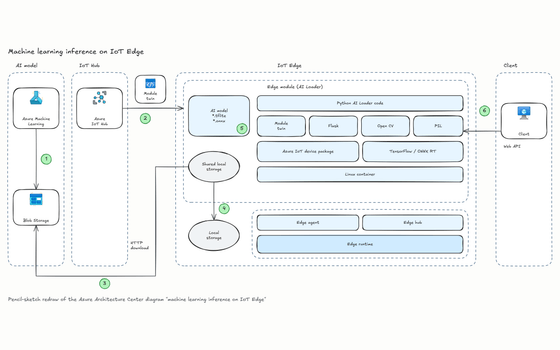 Machine learning inference on IoT Edge
AI model
IoT Hub
IoT Edge
Client
Azure Machine
Learning
Azure
IoT Hub
Module
Twin
2
Edge module (AI Loader)
AI model
*.tflite
*.onnx
5
Python AI Loader code
Module
Twin
Flask
Open CV
PIL
Azure IoT device package
TensorFlow / ONNX RT
Linux container
6
Client
Web API
1
Shared local
storage
Blob Storage
4
Local
storage
Edge agent
Edge hub
Edge runtime
HTTP
download
3
Pencil-sketch redraw of the Azure Architecture Center diagram "machine learning inference on IoT Edge"